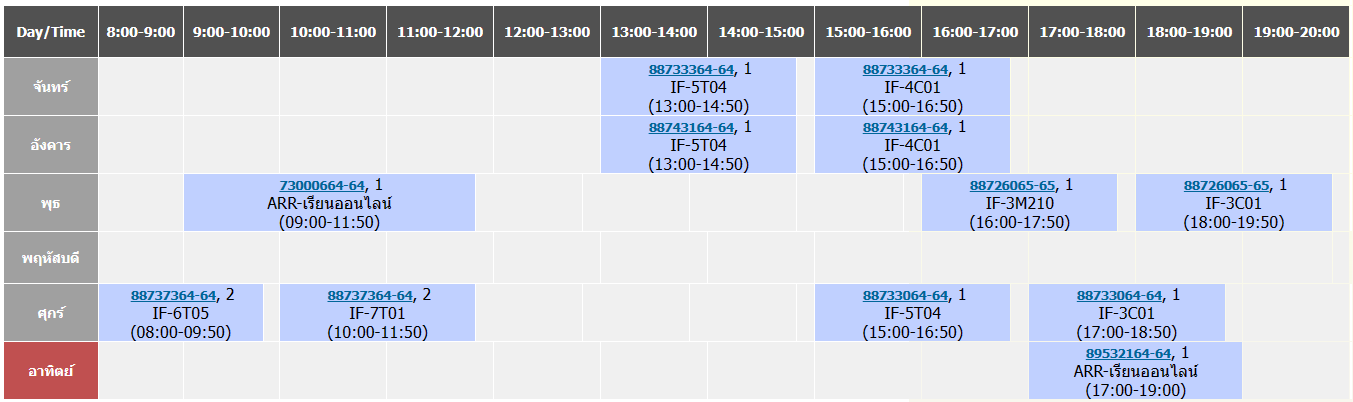 Day/Time 8:00-9:00 9:00-10:00 10:00-11:00 11:00-12:00 12:00-13:00 13:00-14:00 14:00-15:00 15:00-16:00 16:00-17:00 17:00-18:00 18:00-19:00 19:00-20:00
จันทร์
88733364-64, 1
IF-5T04
(13:00-14:50)
88733364-64, 1
IF-4C01
(15:00-16:50)
อังคาร
88743164-64, 1
IF-5T04
(13:00-14:50)
88743164-64, 1
IF-4C01
(15:00-16:50)
พุธ
73000664-64, 1
ARR-เรียนออนไลน์
(09:00-11:50)
88726065-65, 1
IF-3M210
(16:00-17:50)
88726065-65, 1
IF-3C01
(18:00-19:50)
พฤหัสบดี
ศุกร์
88737364-64, 2
IF-6T05
(08:00-09:50)
88737364-64, 2
IF-7T01
(10:00-11:50)
88733064-64, 1
IF-5T04
(15:00-16:50)
88733064-64, 1
IF-3C01
(17:00-18:50)
อาทิตย์
89532164-64, 1
ARR-เรียนออนไลน์
(17:00-19:00)